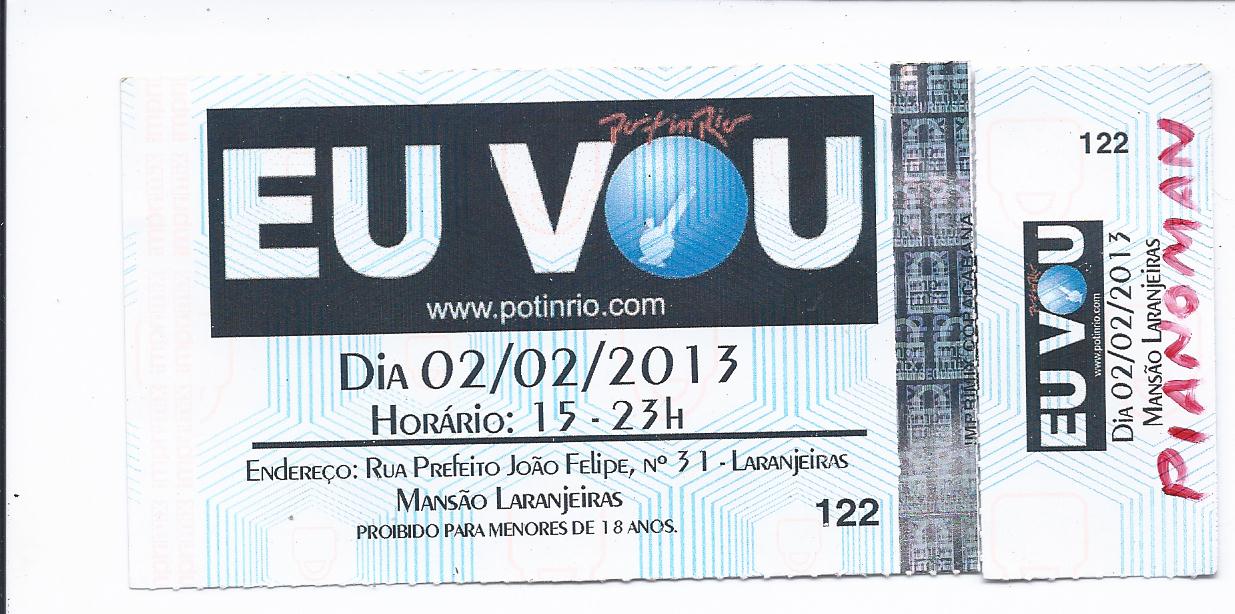 EU VOU
Pot in Rio
www.potinrio.com
Dia 02/02/2013
Horário: 15 - 23h
Endereço: Rua Prefeito João Felipe, nº 31 - Laranjeiras
Mansão Laranjeiras
PROIBIDO PARA MENORES DE 18 ANOS.
122
IMPRINIK COPACABANA
122
EU VOU
Pot in Rio
www.potinrio.com
Dia 02/02/2013
Mansão Laranjeiras
PIANOMAN